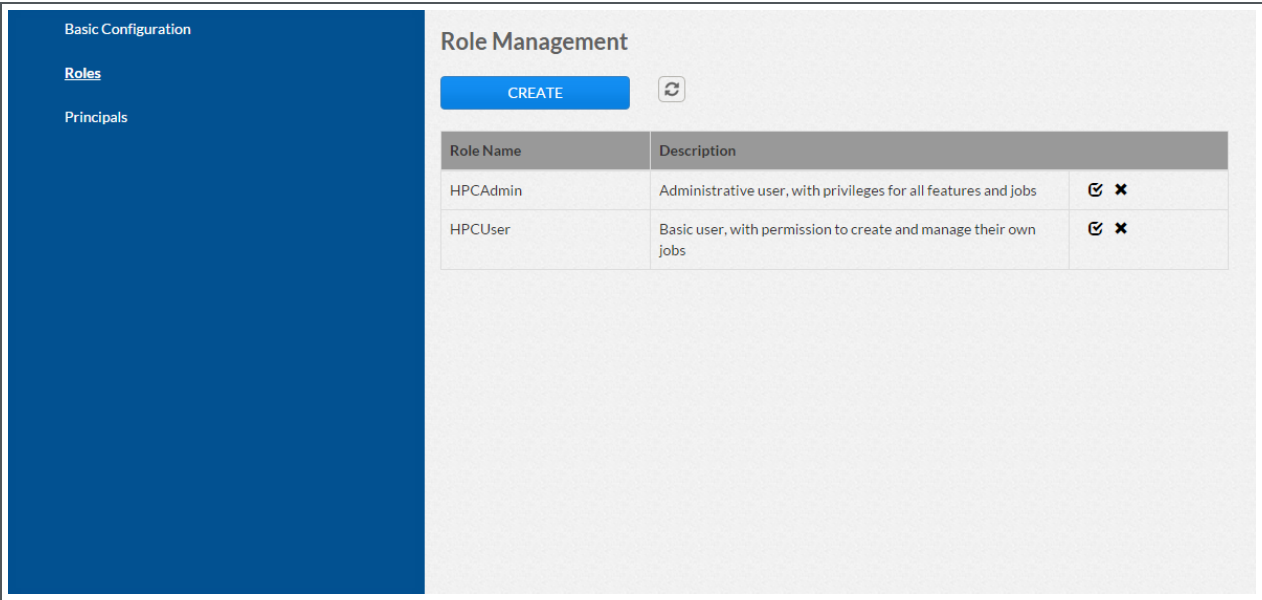 Basic Configuration
Roles
Principals
Role Management
CREATE
Role Name Description
HPCAdmin Administrative user, with privileges for all features and jobs
HPCUser Basic user, with permission to create and manage their own
jobs